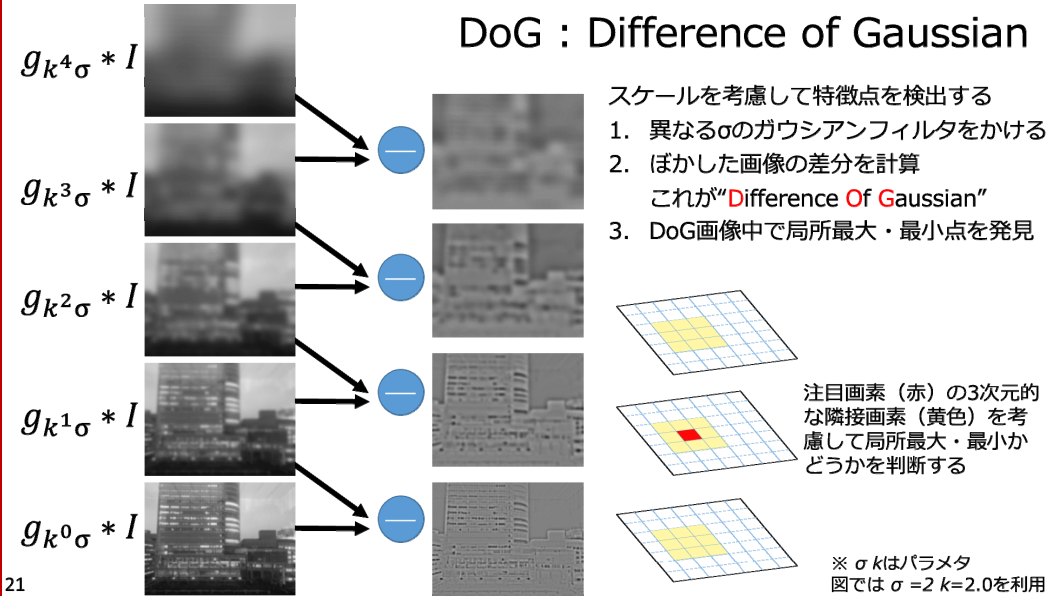 DoG : Difference of Gaussian
スケールを考慮して特徴点を検出する
1. 異なるσのガウシアンフィルタをかける
2. ぼかした画像の差分を計算
これが“Difference Of Gaussian”
3. DoG画像中で局所最大・最小点を発見
g_{k^4σ} * I
g_{k^3σ} * I
g_{k^2σ} * I
g_{k^1σ} * I
g_{k^0σ} * I
注目画素（赤）の3次元的
な隣接画素（黄色）を考
慮して局所最大・最小か
どうかを判断する
※ σ kはパラメタ
図では σ =2 k=2.0を利用
21